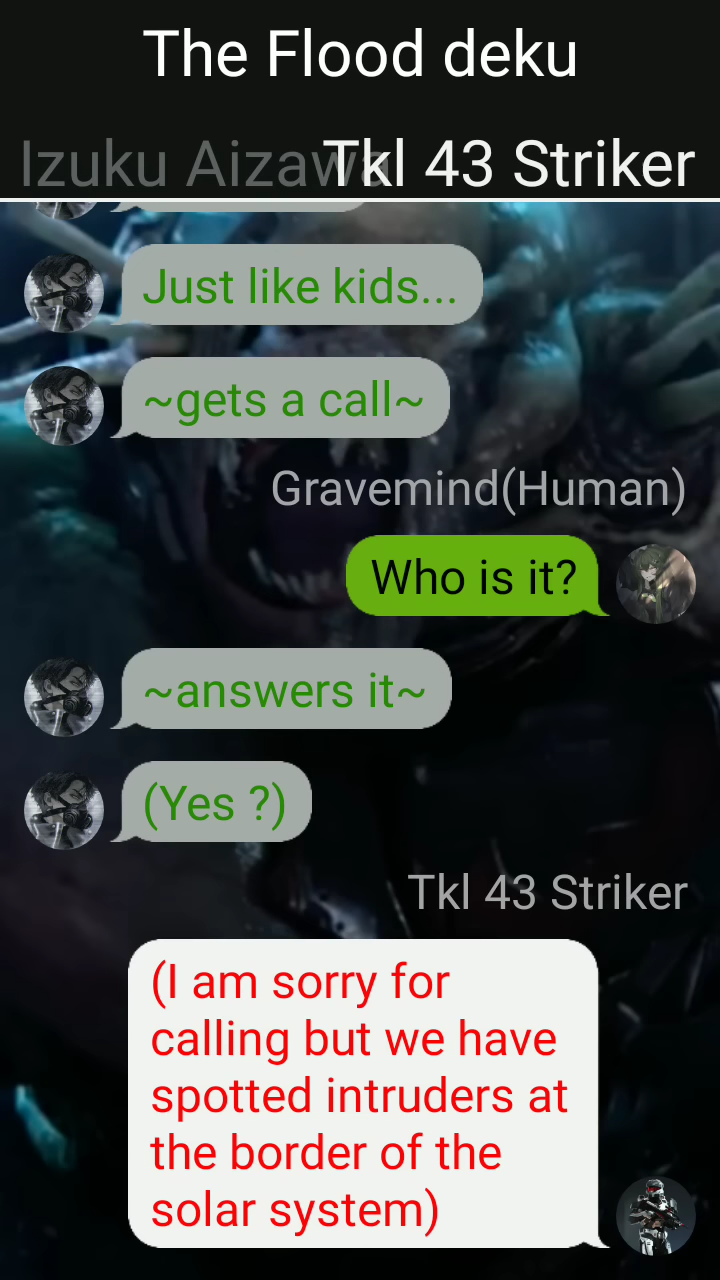 The Flood deku
Izuku Aizawa Tkl 43 Striker
Just like kids...
~gets a call~
Gravemind(Human)
Who is it?
~answers it~
(Yes ?)
Tkl 43 Striker
(I am sorry for
calling but we have
spotted intruders at
the border of the
solar system)